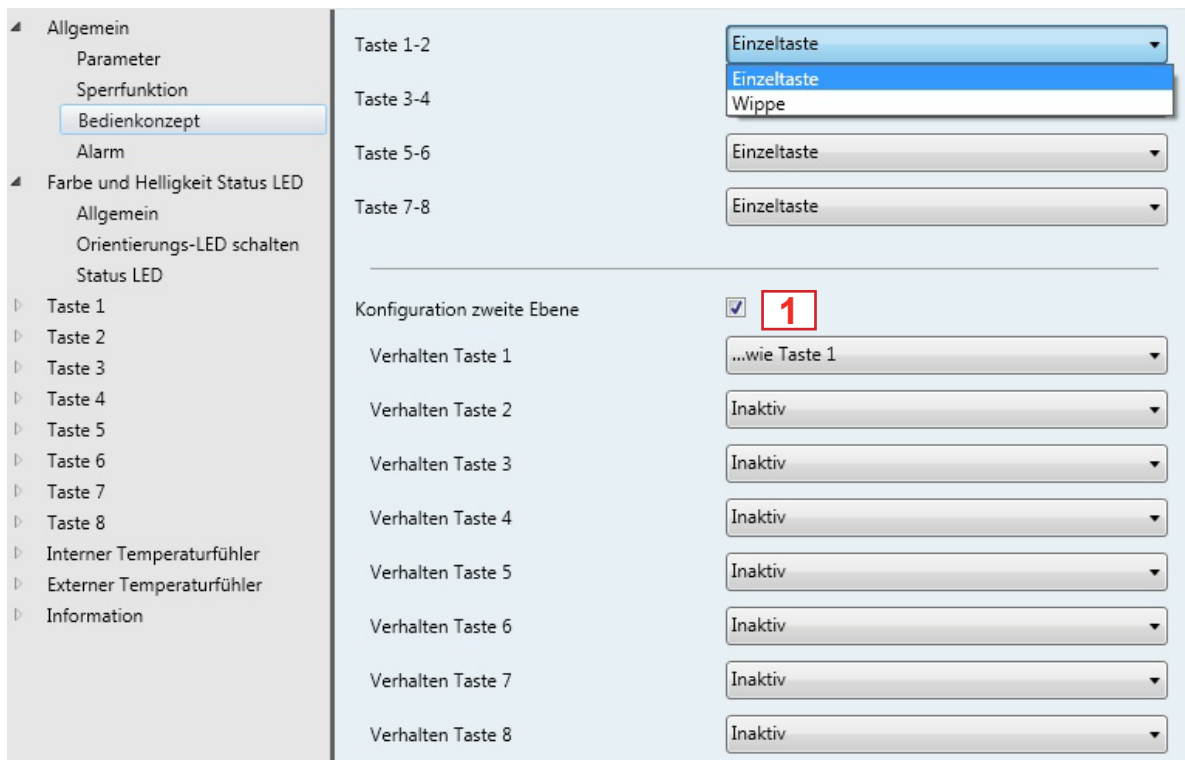 Allgemein
Parameter
Sperrfunktion
Bedienkonzept
Alarm
Farbe und Helligkeit Status LED
Allgemein
Orientierungs-LED schalten
Status LED
Taste 1
Taste 2
Taste 3
Taste 4
Taste 5
Taste 6
Taste 7
Taste 8
Interner Temperaturfühler
Externer Temperaturfühler
Information
Taste 1-2 Einzeltaste
Einzeltaste
Wippe
Taste 3-4
Taste 5-6 Einzeltaste
Taste 7-8 Einzeltaste
Konfiguration zweite Ebene 1
Verhalten Taste 1 ...wie Taste 1
Verhalten Taste 2 Inaktiv
Verhalten Taste 3 Inaktiv
Verhalten Taste 4 Inaktiv
Verhalten Taste 5 Inaktiv
Verhalten Taste 6 Inaktiv
Verhalten Taste 7 Inaktiv
Verhalten Taste 8 Inaktiv